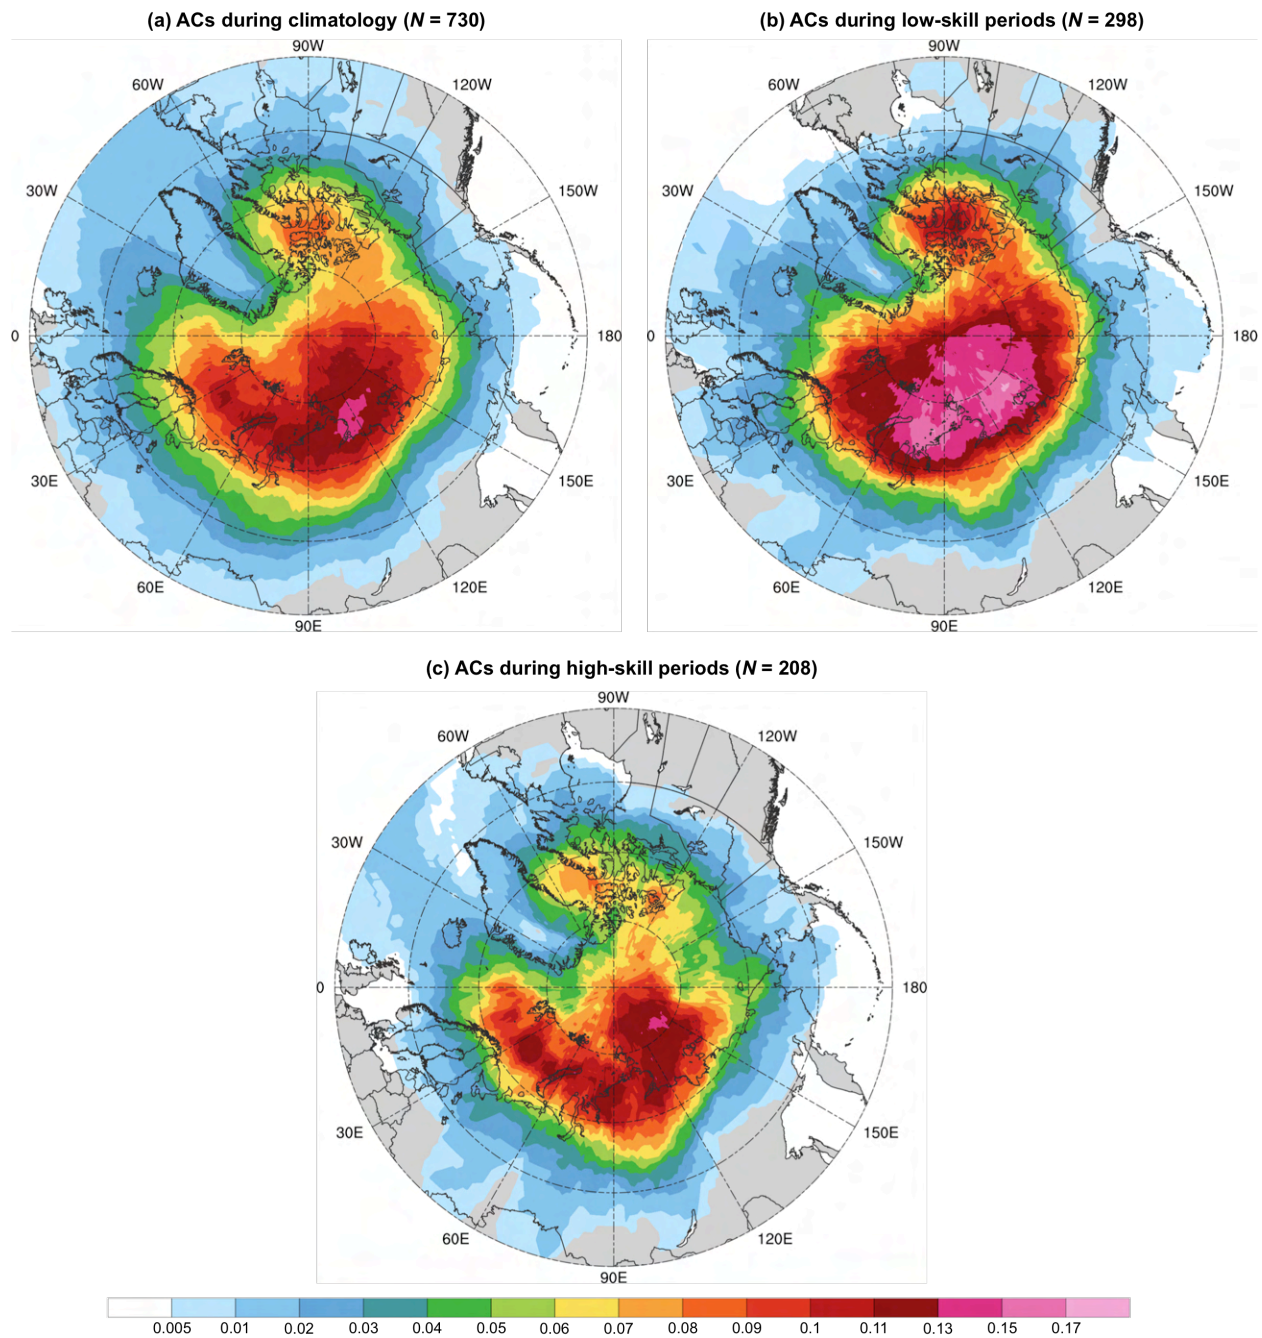 (a) ACs during climatology (N = 730)
(b) ACs during low-skill periods (N = 298)
90W
60W
120W
30W
150W
0
180
30E
150E
60E
120E
90E
90W
60W
120W
30W
150W
0
180
30E
150E
60E
120E
90E
(c) ACs during high-skill periods (N = 208)
90W
60W
120W
30W
150W
0
180
30E
150E
60E
120E
90E
0.005 0.01 0.02 0.03 0.04 0.05 0.06 0.07 0.08 0.09 0.1 0.11 0.13 0.15 0.17